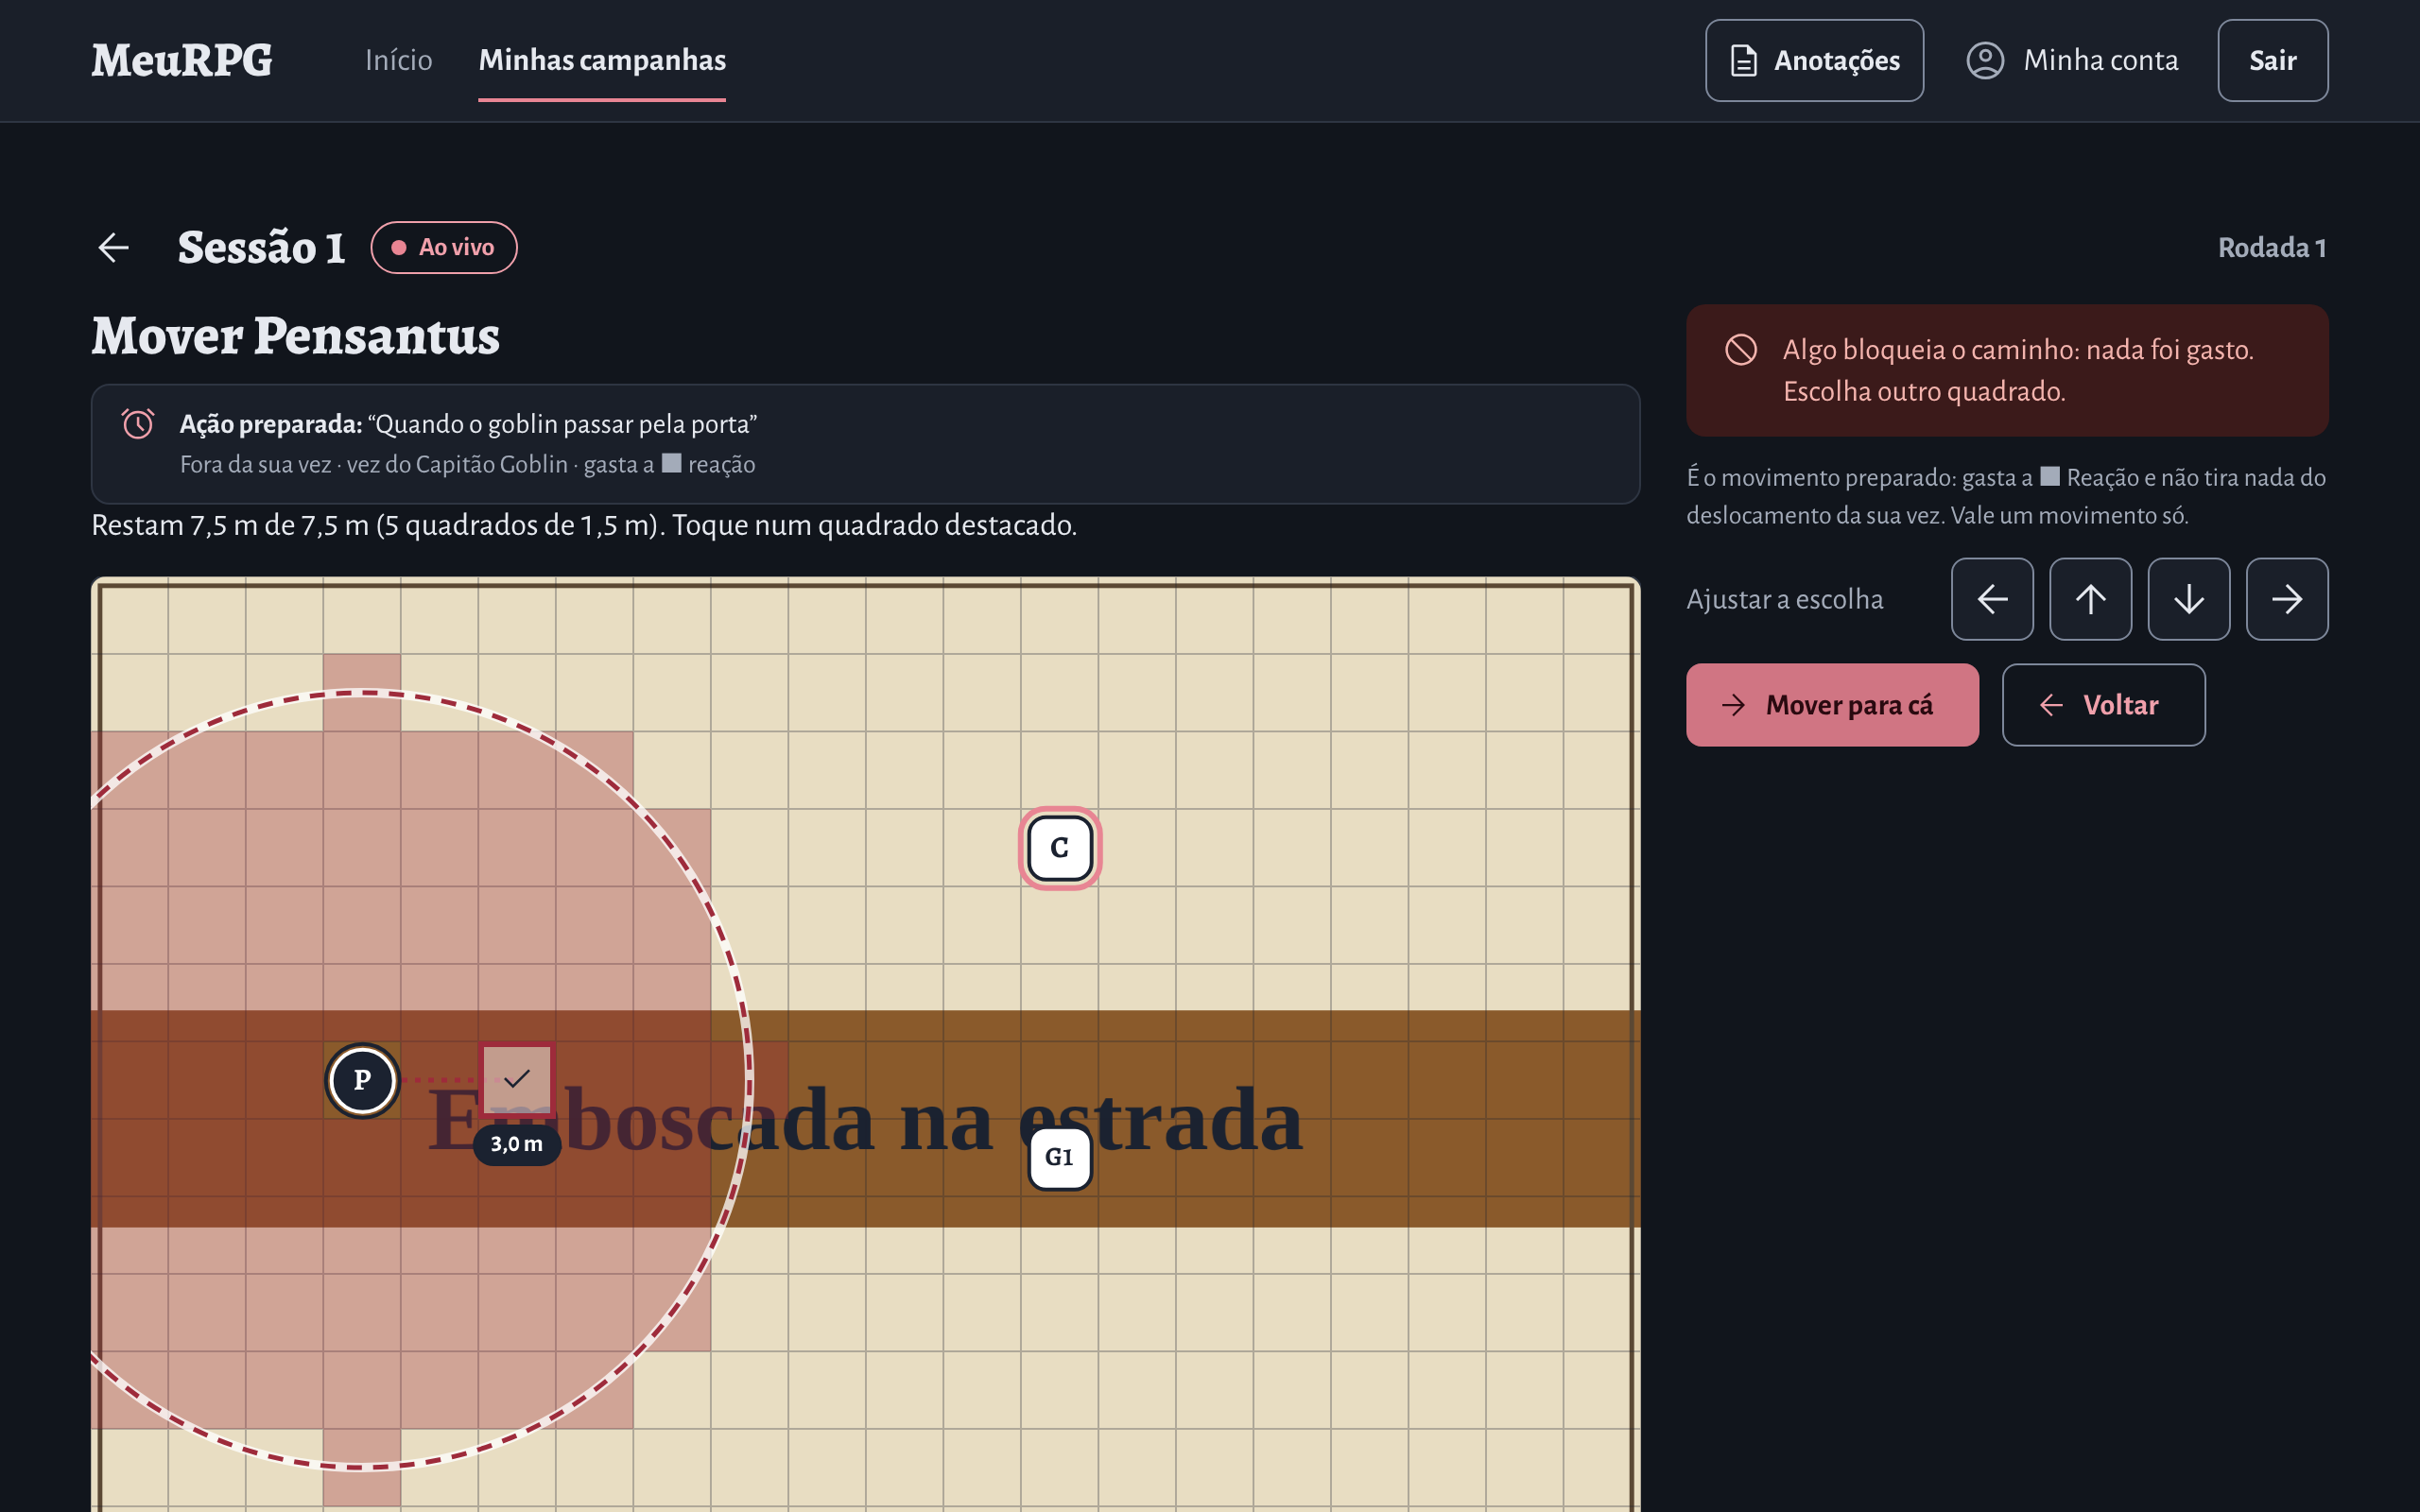 MeuRPG
Início
Minhas campanhas
Anotações
Minha conta
Sair
Sessão 1
Ao vivo
Rodada 1
Mover Pensantus
Ação preparada: “Quando o goblin passar pela porta”
Fora da sua vez · vez do Capitão Goblin · gasta a ■ reação
Restam 7,5 m de 7,5 m (5 quadrados de 1,5 m). Toque num quadrado destacado.
Algo bloqueia o caminho: nada foi gasto.
Escolha outro quadrado.
É o movimento preparado: gasta a ■ Reação e não tira nada do
deslocamento da sua vez. Vale um movimento só.
Ajustar a escolha
Mover para cá
Voltar
C
P
Emboscada na estrada
3,0 m
G1